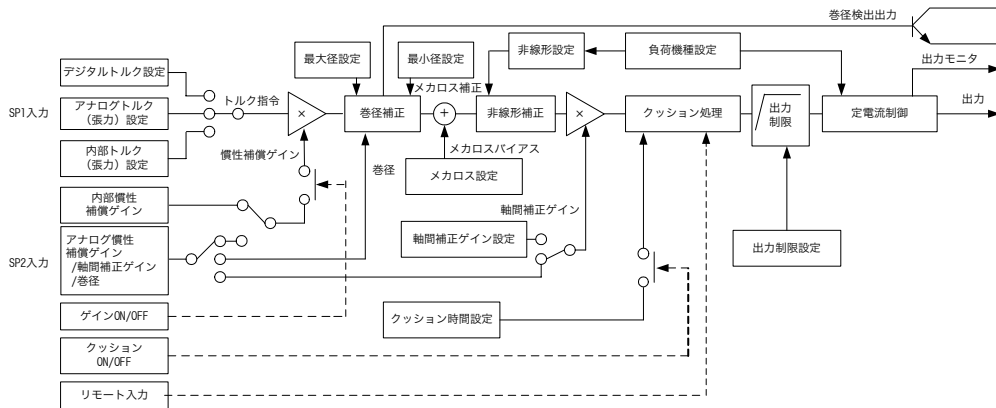 巻径検出出力
最大径設定
最小径設定
非線形設定
負荷機種設定
出力モニタ
デジタルトルク設定
トルク指令
メカロス補正
SP1入力
アナログトルク
(張力)設定
×
巻径補正
+
非線形補正
×
クッション処理
出力
制限
定電流制御
出力
内部トルク
(張力)設定
慣性補償ゲイン
巻径
メカロスバイアス
メカロス設定
内部慣性
補償ゲイン
軸間補正ゲイン
SP2入力
アナログ慣性
補償ゲイン
/軸間補正ゲイン
/巻径
軸間補正ゲイン設定
出力制限設定
ゲインON/OFF
クッション時間設定
クッション
ON/OFF
リモート入力